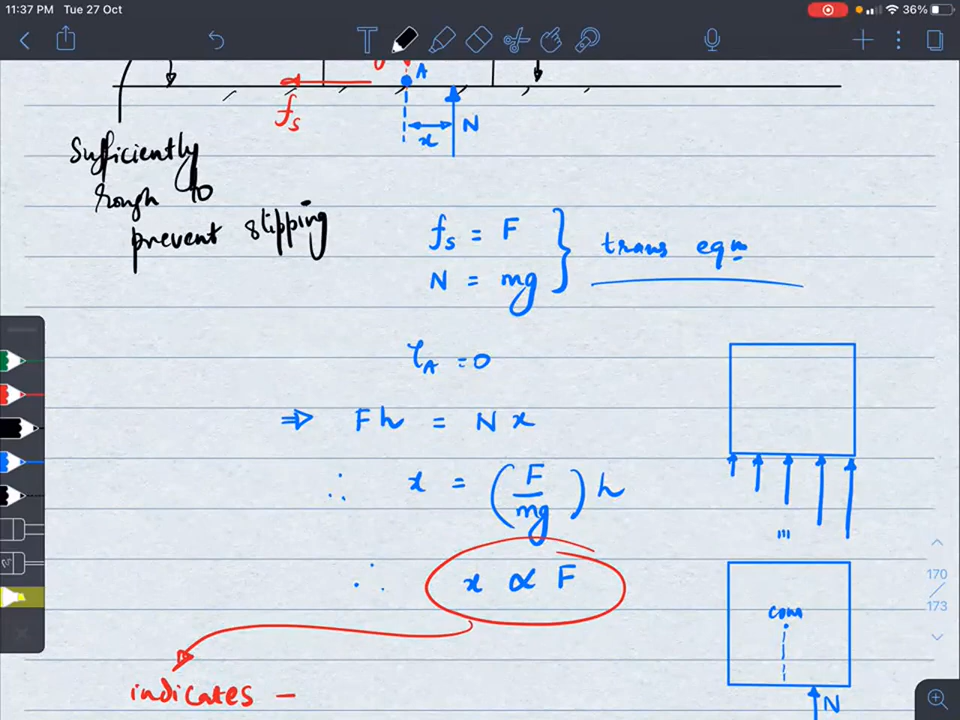 11:37 PM Tue 27 Oct
36%
A
fs
x
N
Sufficiently
rough to
prevent slipping
fs = F
N = mg
trans eqm
τA = 0
⇒ Fh = N x
∴ x = (F/mg) h
...
∴ x ∝ F
com
indicates –
N
170
/
173